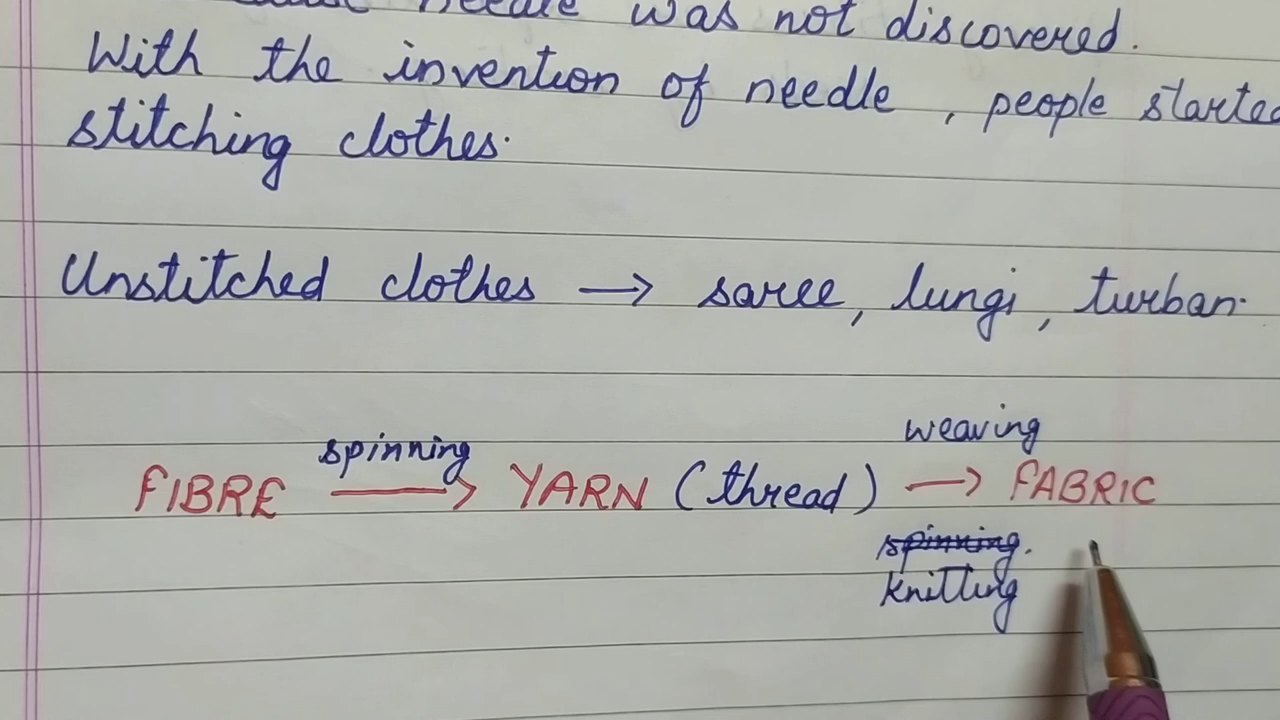 needle was not discovered.
With the invention of needle, people started
stitching clothes.
Unstitched clothes → saree, lungi, turban.
weaving
spinning
FIBRE → YARN (thread) → FABRIC
spinning.
knitting